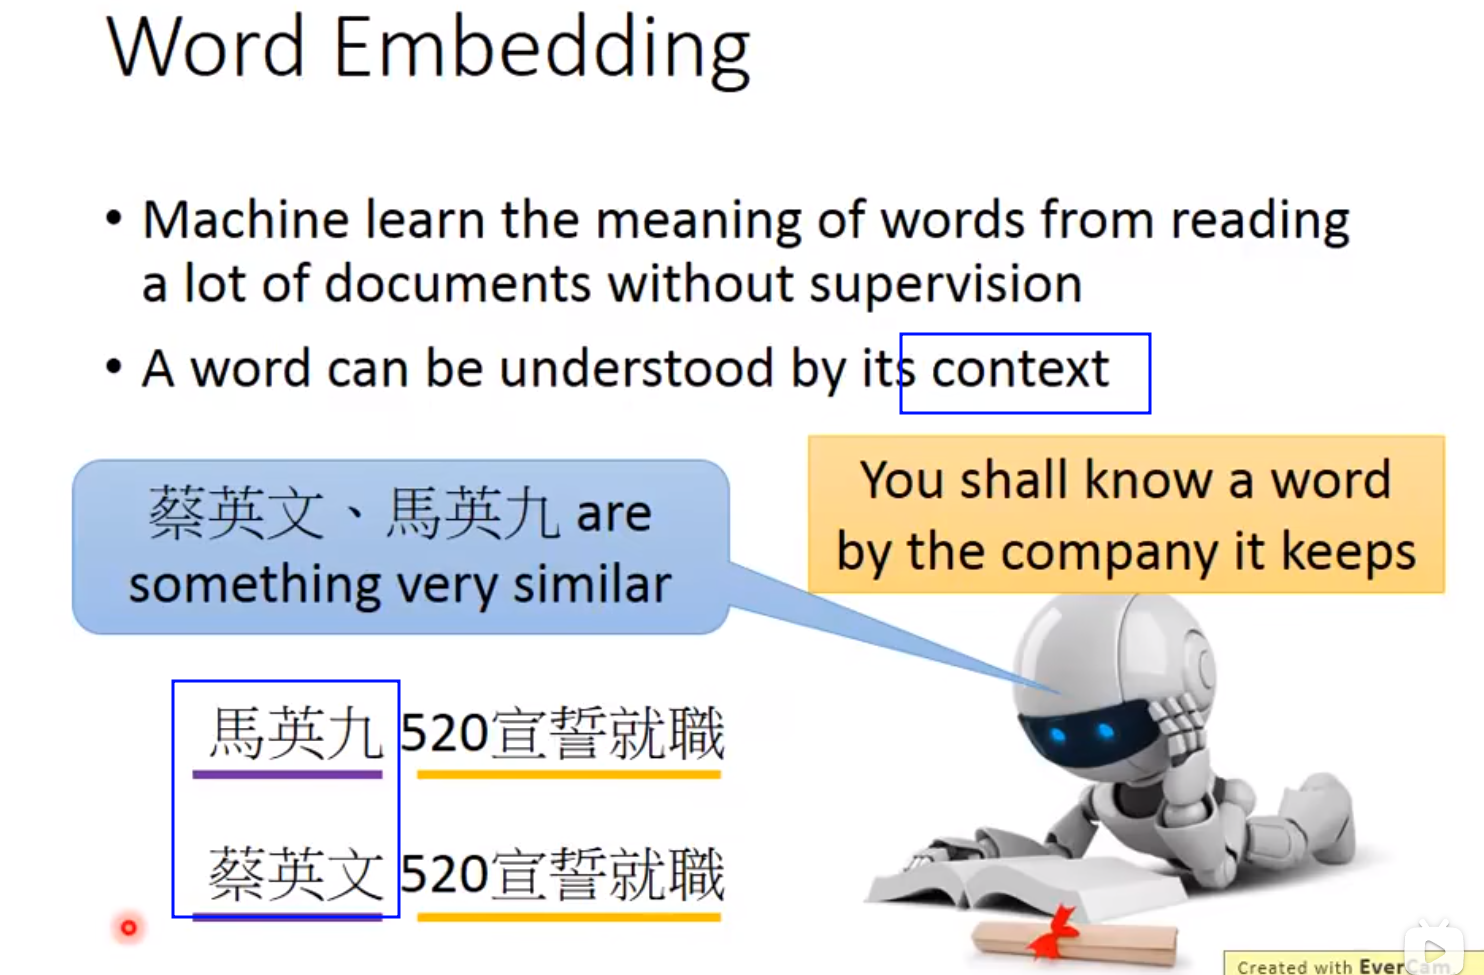 Word Embedding
• Machine learn the meaning of words from reading
a lot of documents without supervision
• A word can be understood by its context
蔡英文、馬英九 are
something very similar
You shall know a word
by the company it keeps
馬英九 520宣誓就職
蔡英文 520宣誓就職
Created with EverCam